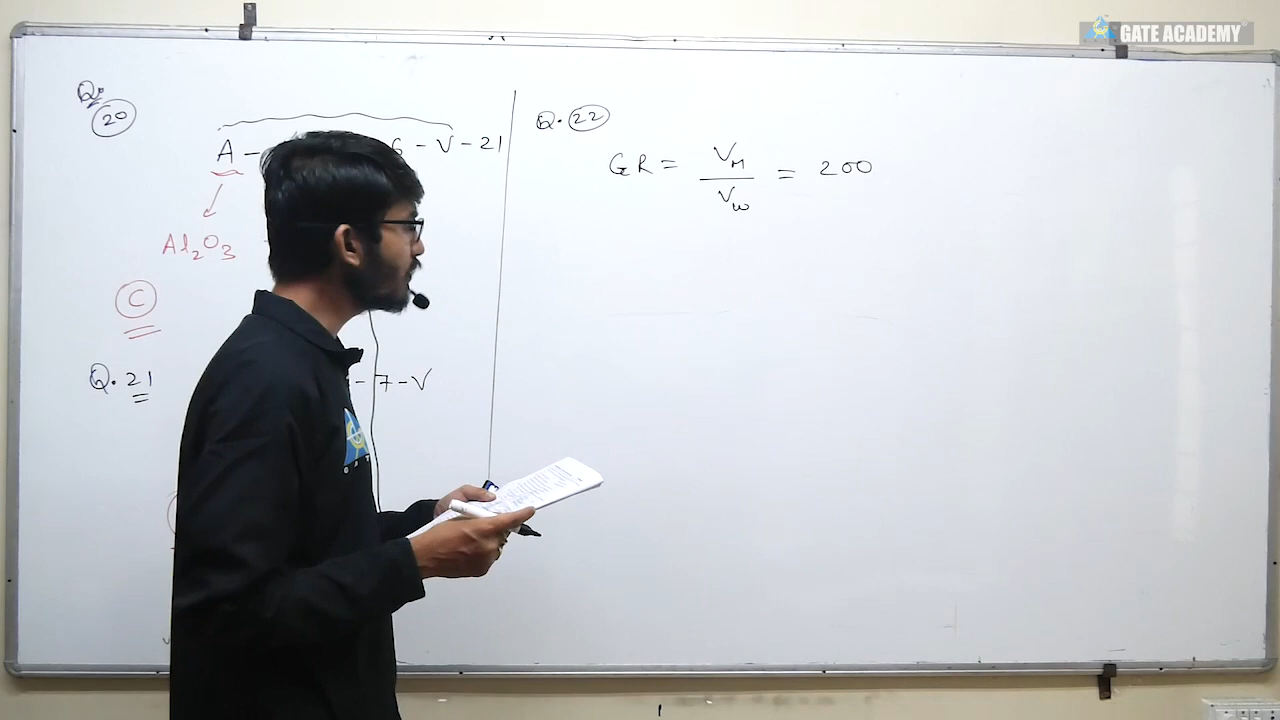 GATE ACADEMY
Q.
20
A - 6 - V - 21
Al2O3
C
Q. 21
- 7 - V
Q. 22
GR = VM / VW = 200